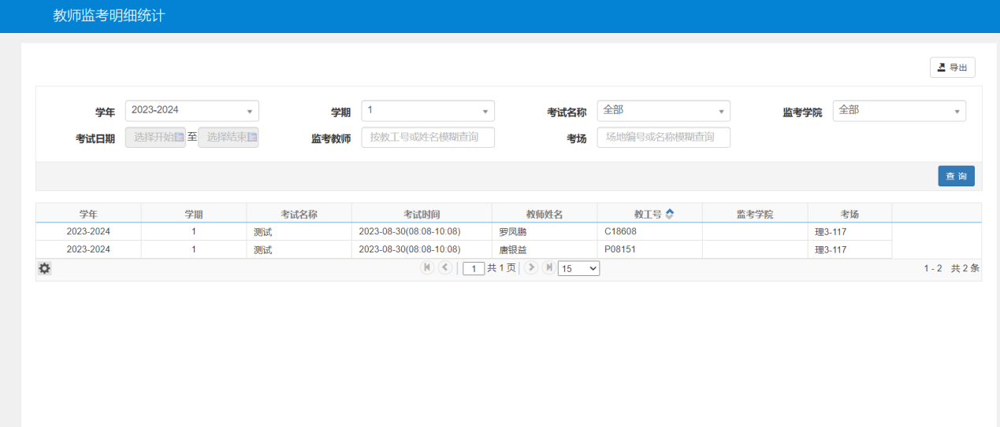 教师监考明细统计
导出
学年 2023-2024 学期 1 考试名称 全部 监考学院 全部
考试日期 选择开始 至 选择结束 监考教师 按教工号或姓名模糊查询 考场 场地编号或名称模糊查询
查 询
学年 学期 考试名称 考试时间 教师姓名 教工号 监考学院 考场
2023-2024 1 测试 2023-08-30(08:08-10:08) 罗凤鹏 C18608 理3-117
2023-2024 1 测试 2023-08-30(08:08-10:08) 唐银益 P08151 理3-117
1 共 1 页 15 1 - 2 共 2 条